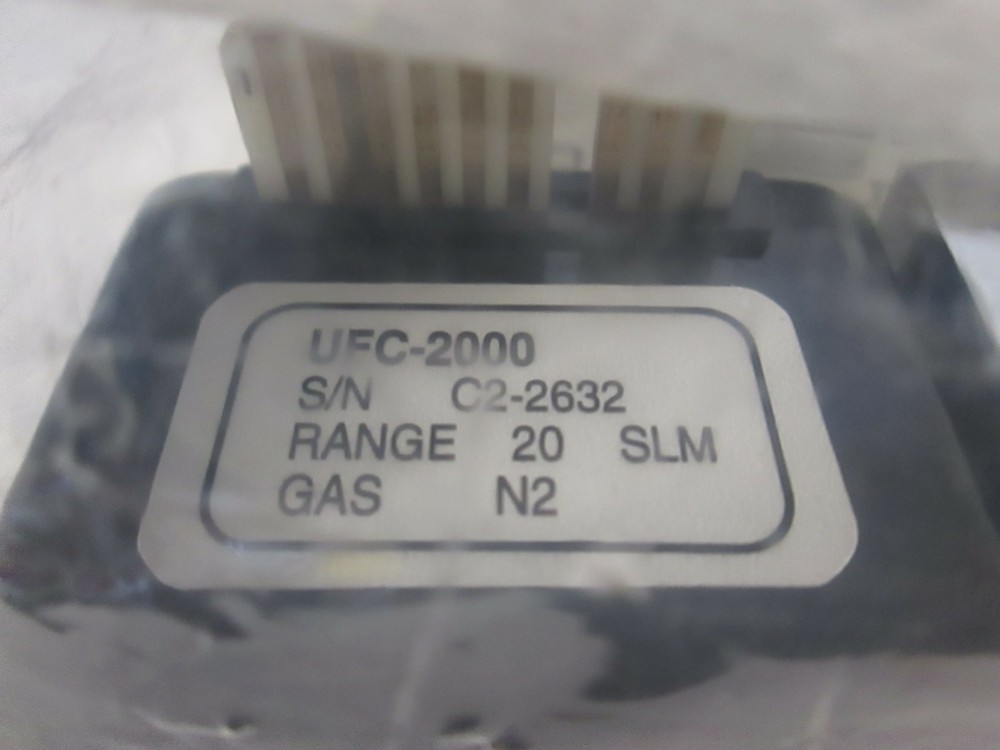 UFC-2000
S/N C2-2632
RANGE 20 SLM
GAS N2